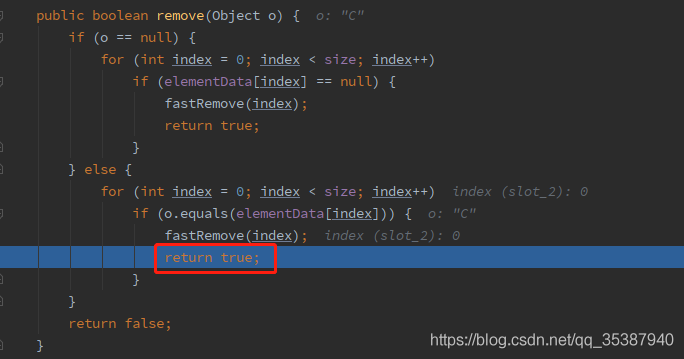 public boolean remove(Object o) {  o: "C"
    if (o == null) {
        for (int index = 0; index < size; index++)
            if (elementData[index] == null) {
                fastRemove(index);
                return true;
            }
    } else {
        for (int index = 0; index < size; index++)  index (slot_2): 0
            if (o.equals(elementData[index])) {  o: "C"
                fastRemove(index);  index (slot_2): 0
                return true;
            }
    }
    return false;
}
https://blog.csdn.net/qq_35387940